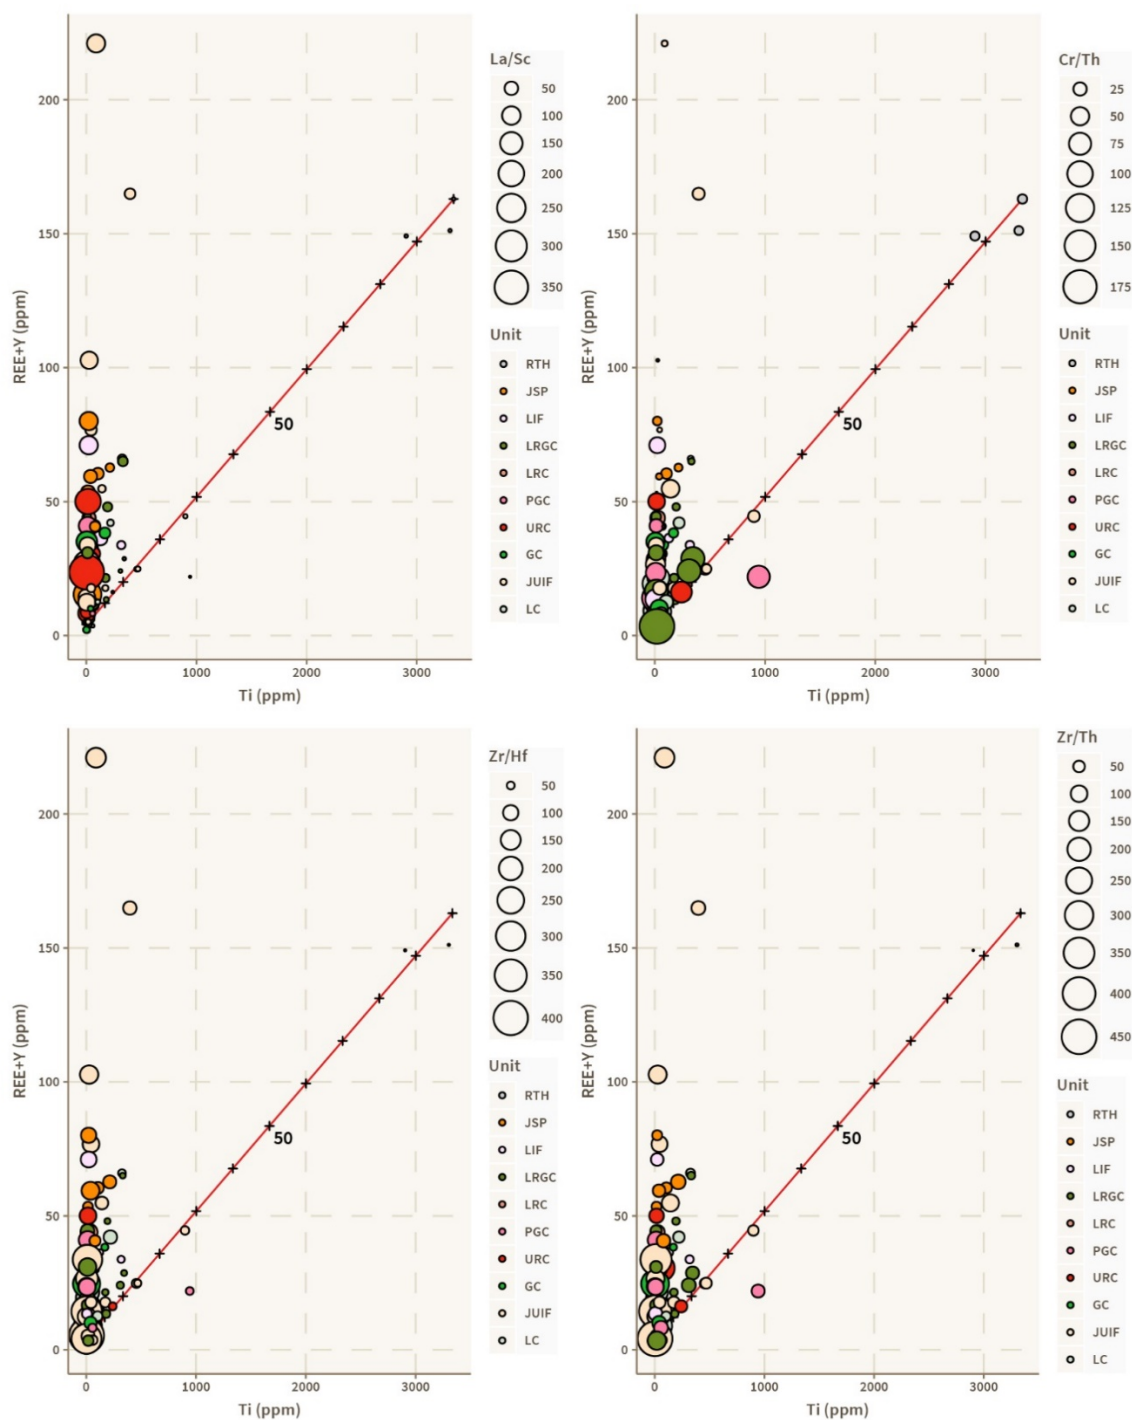 La/Sc
50
100
150
200
250
300
350
Unit
RTH
JSP
LIF
LRGC
LRC
PGC
URC
GC
JUIF
LC
200
150
100
50
0
REE+Y (ppm)
50
0 1000 2000 3000
Ti (ppm)
Cr/Th
25
50
75
100
125
150
175
Unit
RTH
JSP
LIF
LRGC
LRC
PGC
URC
GC
JUIF
LC
200
150
100
50
0
REE+Y (ppm)
50
0 1000 2000 3000
Ti (ppm)
Zr/Hf
50
100
150
200
250
300
350
400
Unit
RTH
JSP
LIF
LRGC
LRC
PGC
URC
GC
JUIF
LC
200
150
100
50
0
REE+Y (ppm)
50
0 1000 2000 3000
Ti (ppm)
Zr/Th
50
100
150
200
250
300
350
400
450
Unit
RTH
JSP
LIF
LRGC
LRC
PGC
URC
GC
JUIF
LC
200
150
100
50
0
REE+Y (ppm)
50
0 1000 2000 3000
Ti (ppm)